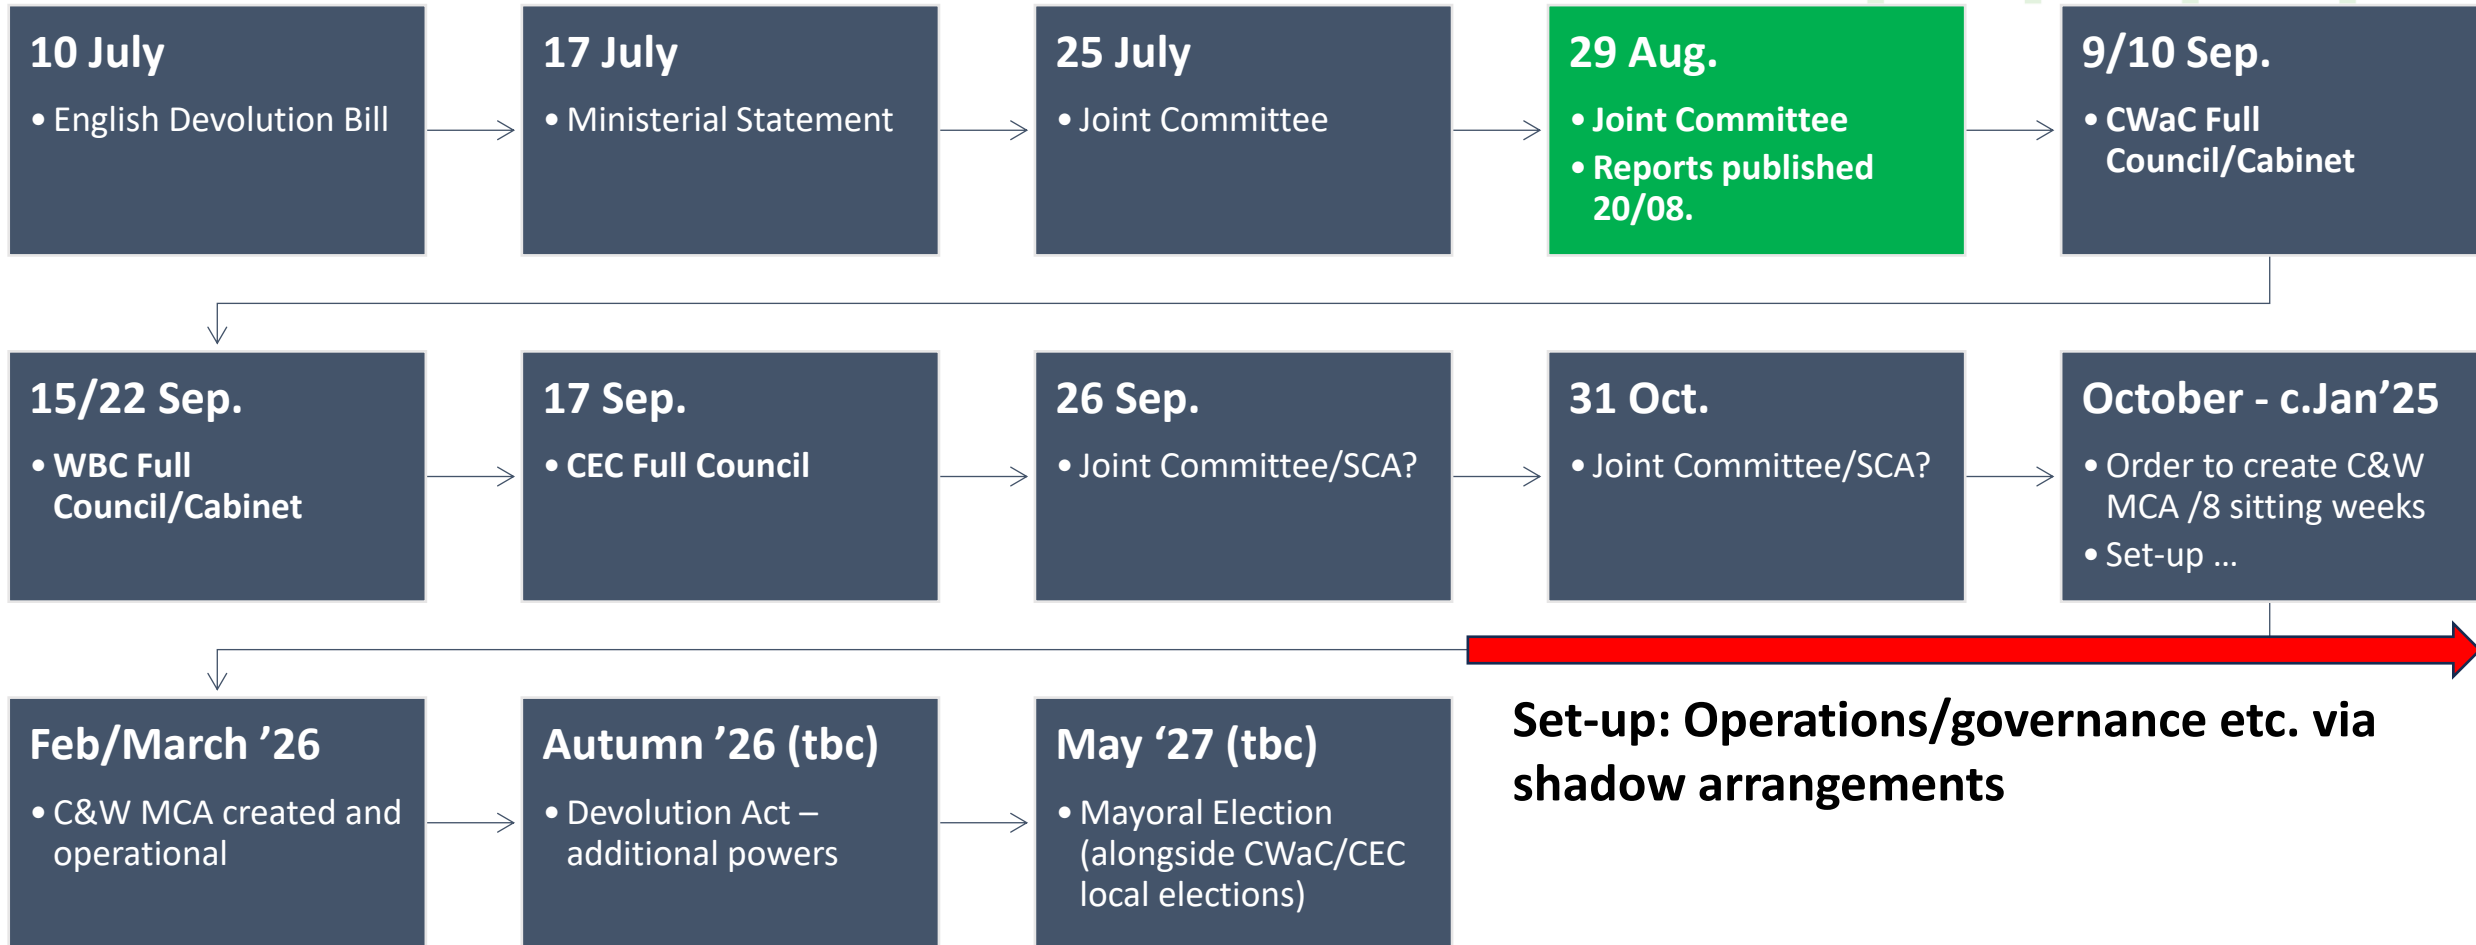 10 July
• English Devolution Bill
17 July
• Ministerial Statement
25 July
• Joint Committee
29 Aug.
• Joint Committee
• Reports published
20/08.
9/10 Sep.
• CWaC Full
Council/Cabinet
15/22 Sep.
• WBC Full
Council/Cabinet
17 Sep.
• CEC Full Council
26 Sep.
• Joint Committee/SCA?
31 Oct.
• Joint Committee/SCA?
October - c.Jan’25
• Order to create C&W
MCA /8 sitting weeks
• Set-up ...
Feb/March ’26
• C&W MCA created and
operational
Autumn ’26 (tbc)
• Devolution Act –
additional powers
May ‘27 (tbc)
• Mayoral Election
(alongside CWaC/CEC
local elections)
Set-up: Operations/governance etc. via
shadow arrangements